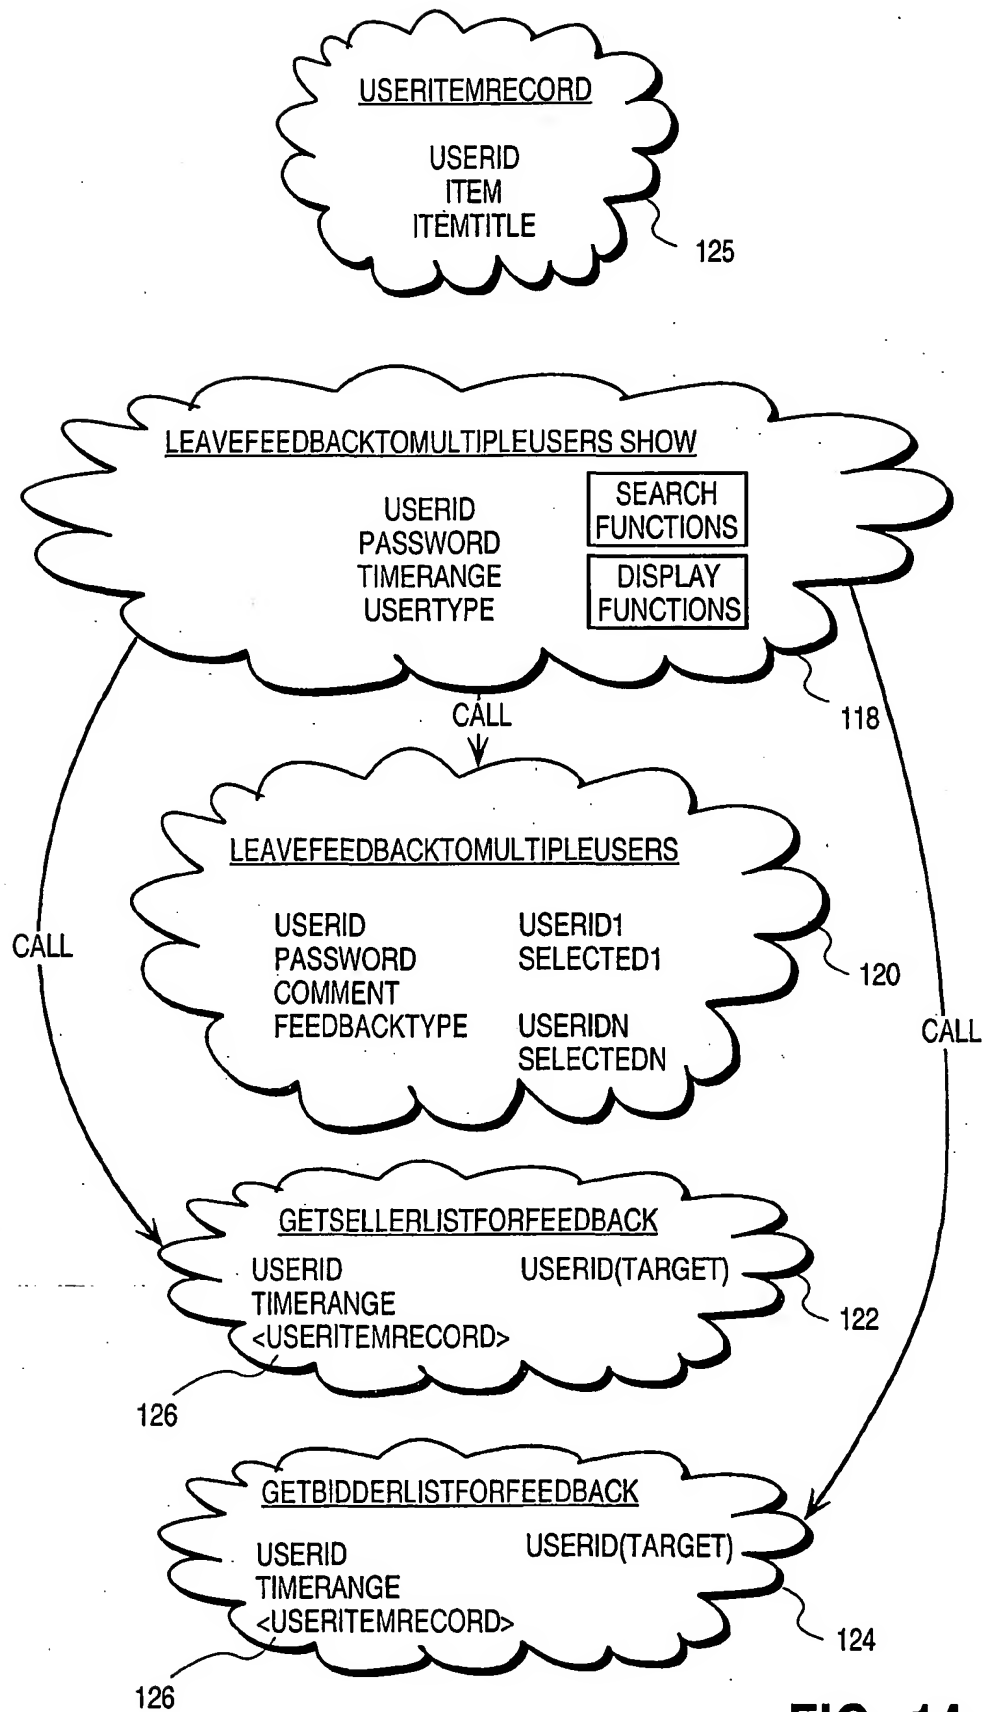 USERITEMRECORD
USERID
ITEM
ITEMTITLE
125
LEAVEFEEDBACKTOMULTIPLEUSERS SHOW
USERID
PASSWORD
TIMERANGE
USERTYPE
SEARCH
FUNCTIONS
DISPLAY
FUNCTIONS
118
CALL
LEAVEFEEDBACKTOMULTIPLEUSERS
USERID
PASSWORD
COMMENT
FEEDBACKTYPE
USERID1
SELECTED1
USERIDN
SELECTEDN
120
CALL
CALL
GETSELLERLISTFORFEEDBACK
USERID
TIMERANGE
<USERITEMRECORD>
USERID(TARGET)
122
126
GETBIDDERLISTFORFEEDBACK
USERID
TIMERANGE
<USERITEMRECORD>
USERID(TARGET)
124
126
FIG. 14